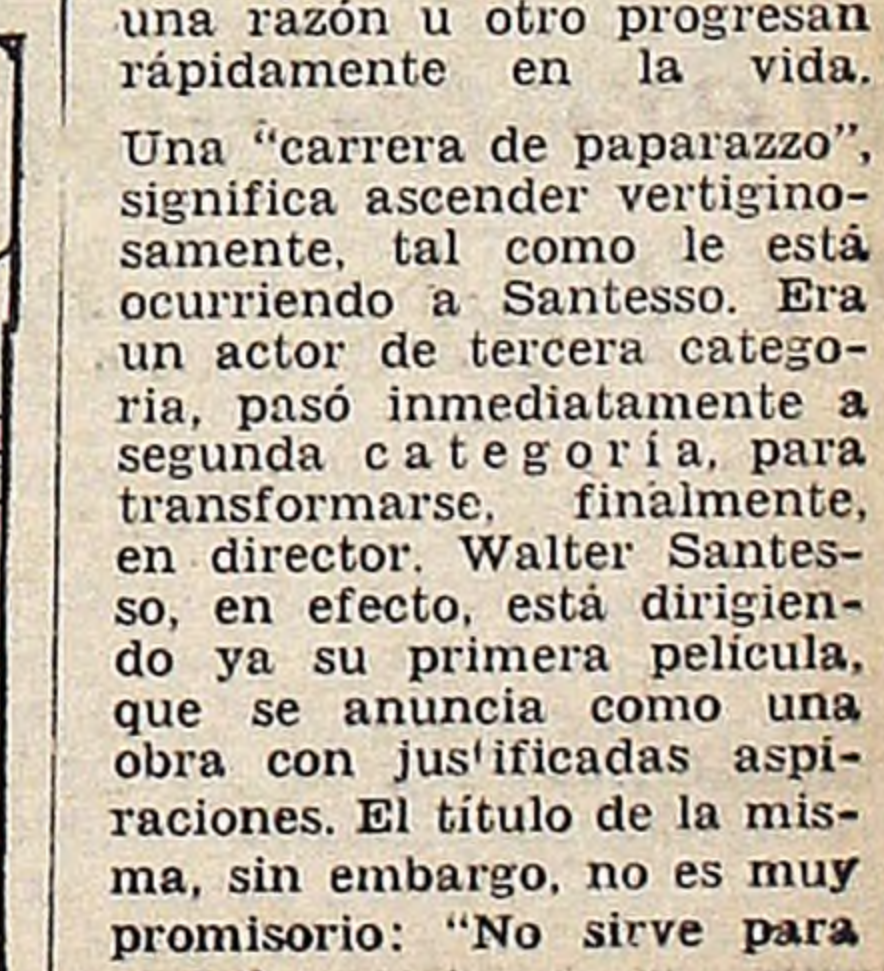 una razón u otro progresan
rápidamente en la vida.
Una “carrera de paparazzo”,
significa ascender vertigino-
samente, tal como le está
ocurriendo a Santesso. Era
un actor de tercera catego-
ria, pasó inmediatamente a
segunda categoría, para
transformarse, finalmente,
en director. Walter Santes-
so, en efecto, está dirigien-
do ya su primera película,
que se anuncia como una
obra con justificadas aspi-
raciones. El título de la mis-
ma, sin embargo, no es muy
promisorio: “No sirve para